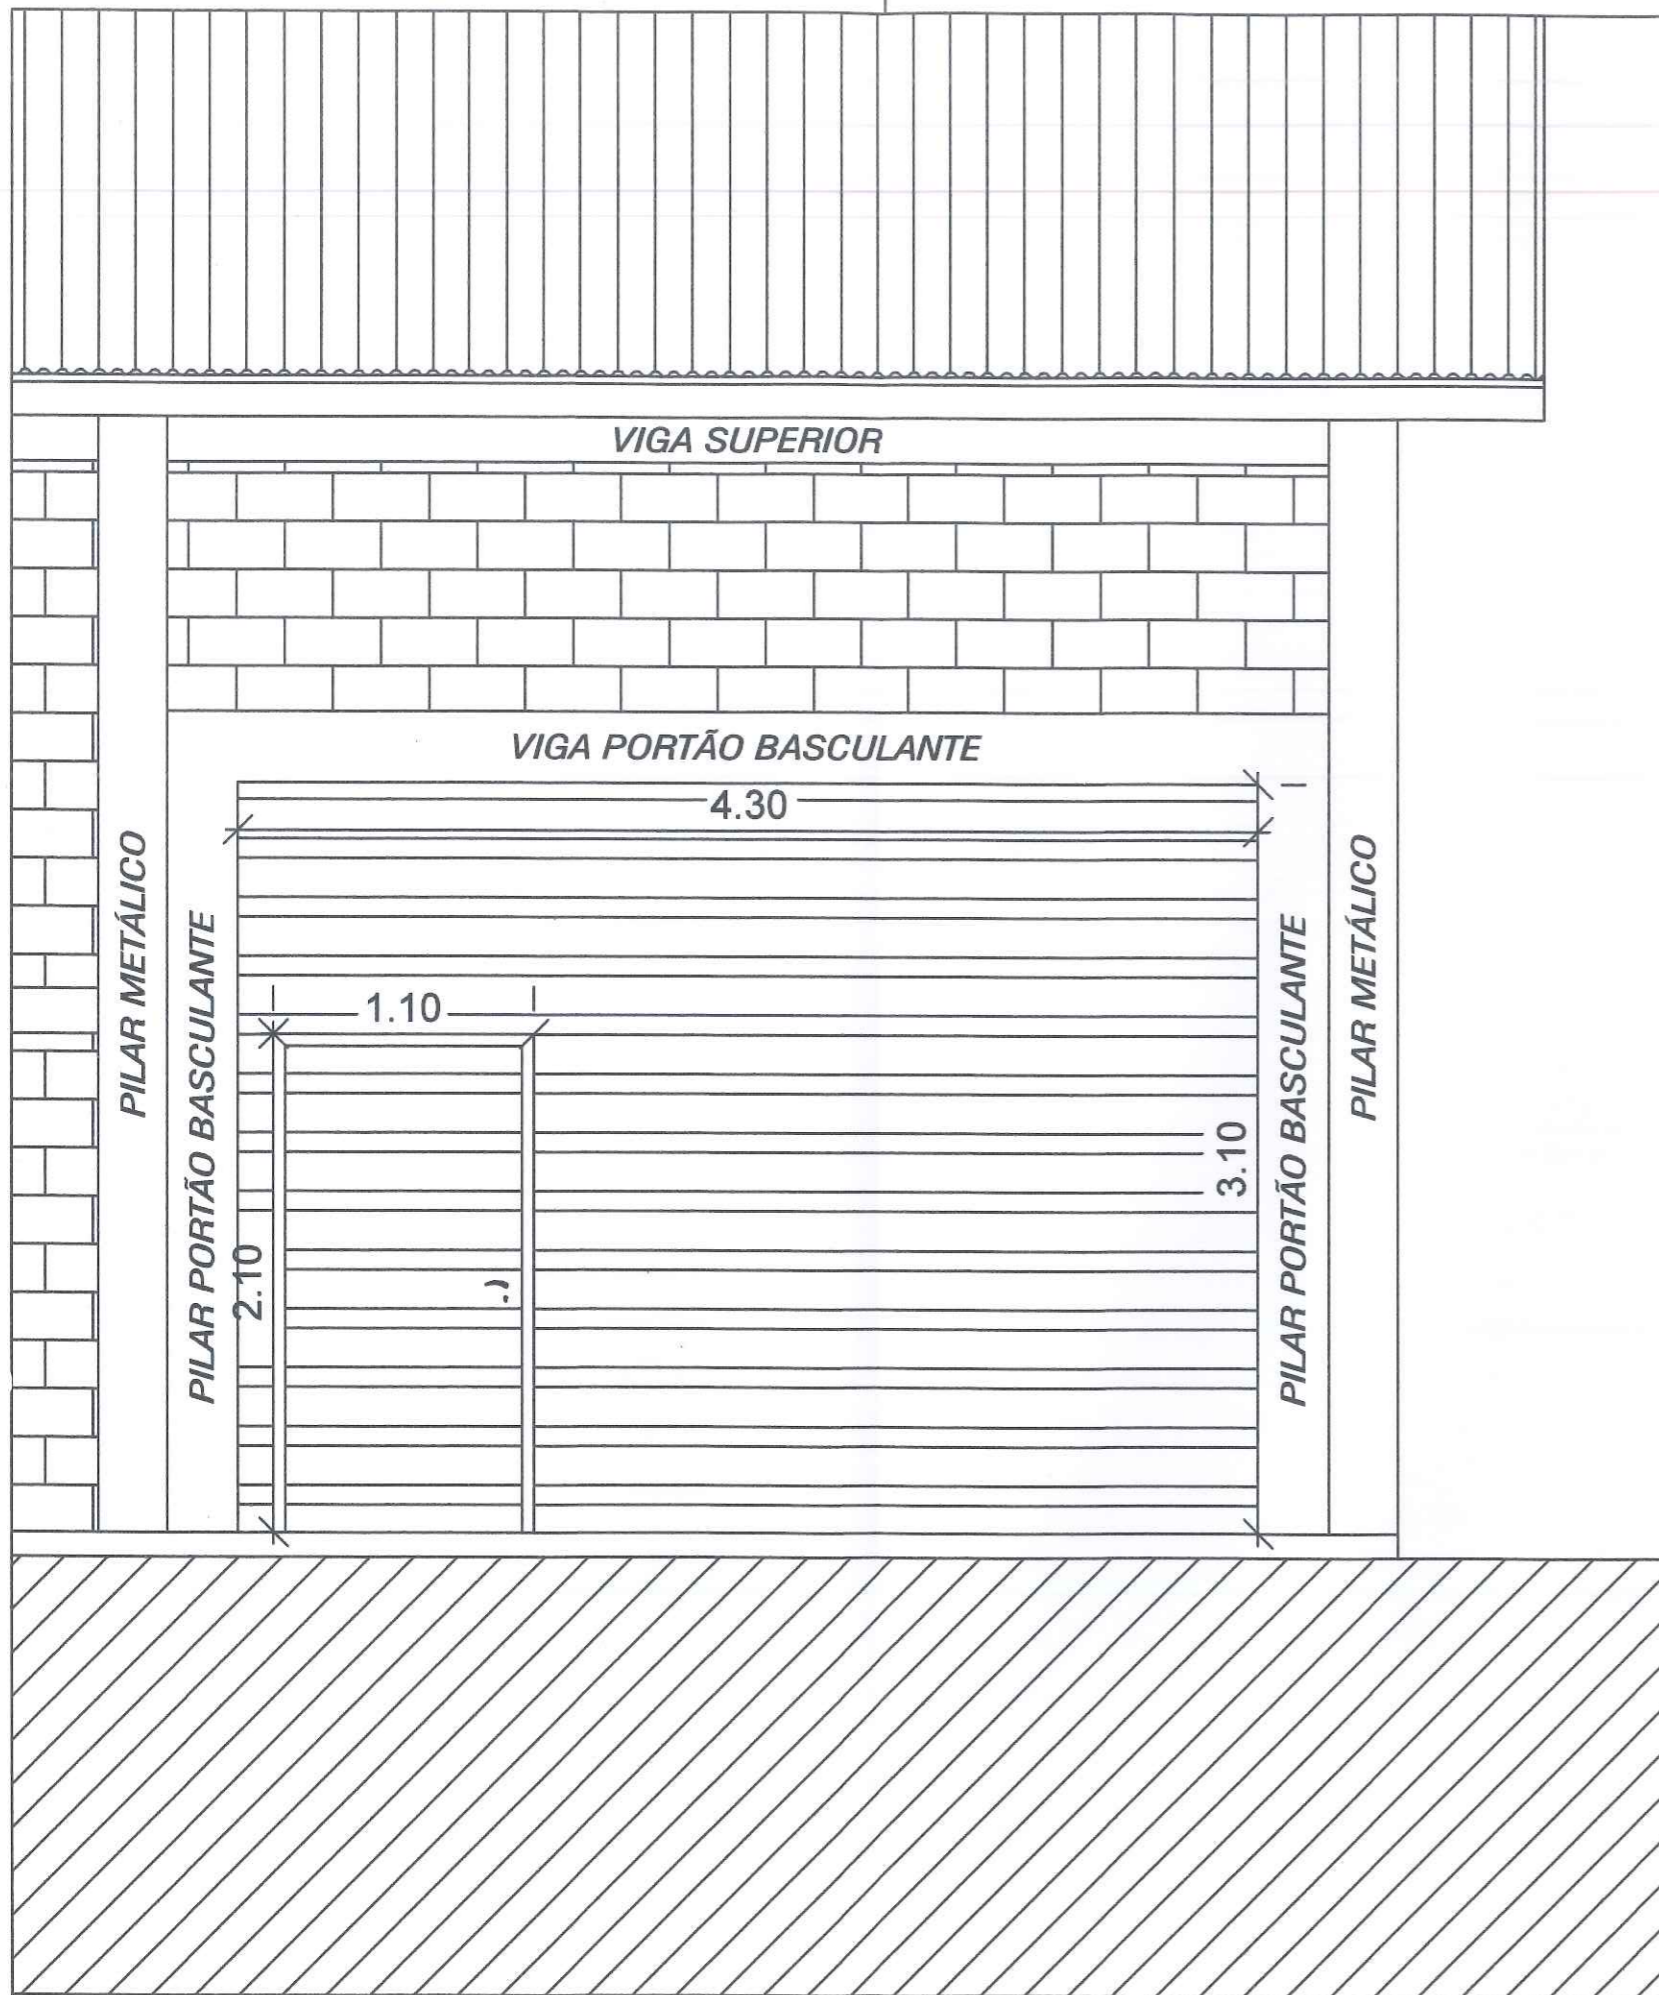 VIGA SUPERIOR
VIGA PORTÃO BASCULANTE
4.30
PILAR METÁLICO
PILAR PORTÃO BASCULANTE
1.10
2.10
3.10
PILAR PORTÃO BASCULANTE
PILAR METÁLICO